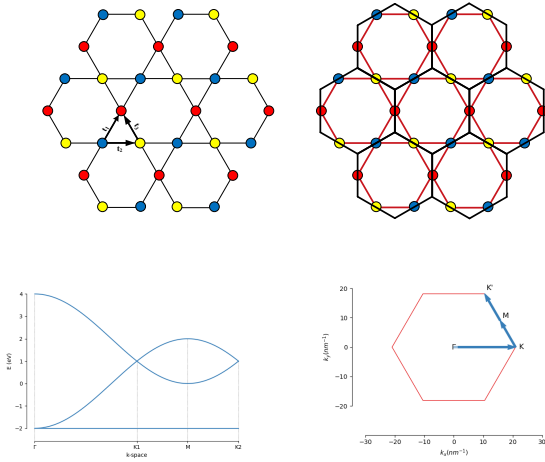 t₁
t₃
t₂
4
3
2
1
0
−1
−2
E (eV)
Γ
K1
M
K2
k-space
20
10
0
−10
−20
k_y(nm⁻¹)
K'
M
Γ
K
−30
−20
−10
0
10
20
30
k_x(nm⁻¹)